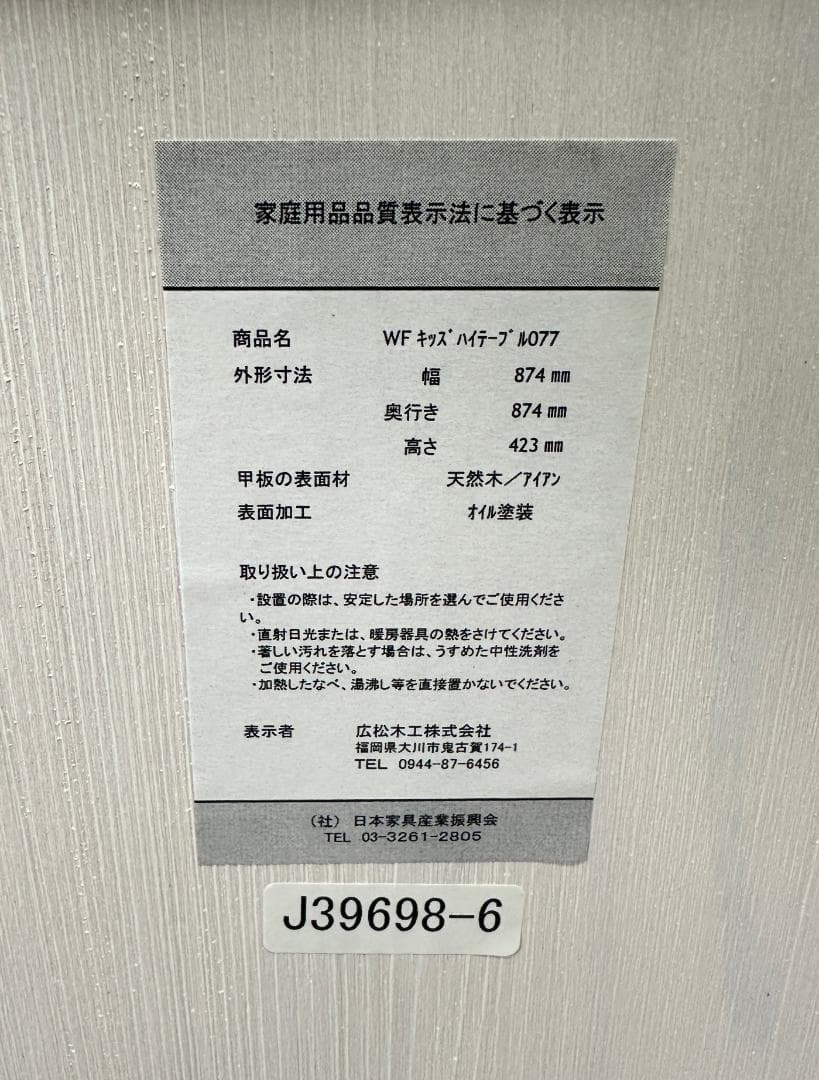 家庭用品品質表示法に基づく表示
商品名 WF ｷｯｽﾞﾊｲﾃｰﾌﾞﾙ077
外形寸法 幅 874 ㎜
奥行き 874 ㎜
高さ 423 ㎜
甲板の表面材 天然木／ｱｲｱﾝ
表面加工 ｵｲﾙ塗装
取り扱い上の注意
・設置の際は、安定した場所を選んでご使用くださ
い。
・直射日光または、暖房器具の熱をさけてください。
・著しい汚れを落とす場合は、うすめた中性洗剤を
ご使用ください。
・加熱したなべ、湯沸し等を直接置かないでください。
表示者 広松木工株式会社
福岡県大川市鬼古賀174-1
TEL 0944-87-6456
（社） 日本家具産業振興会
TEL 03-3261-2805
J39698-6